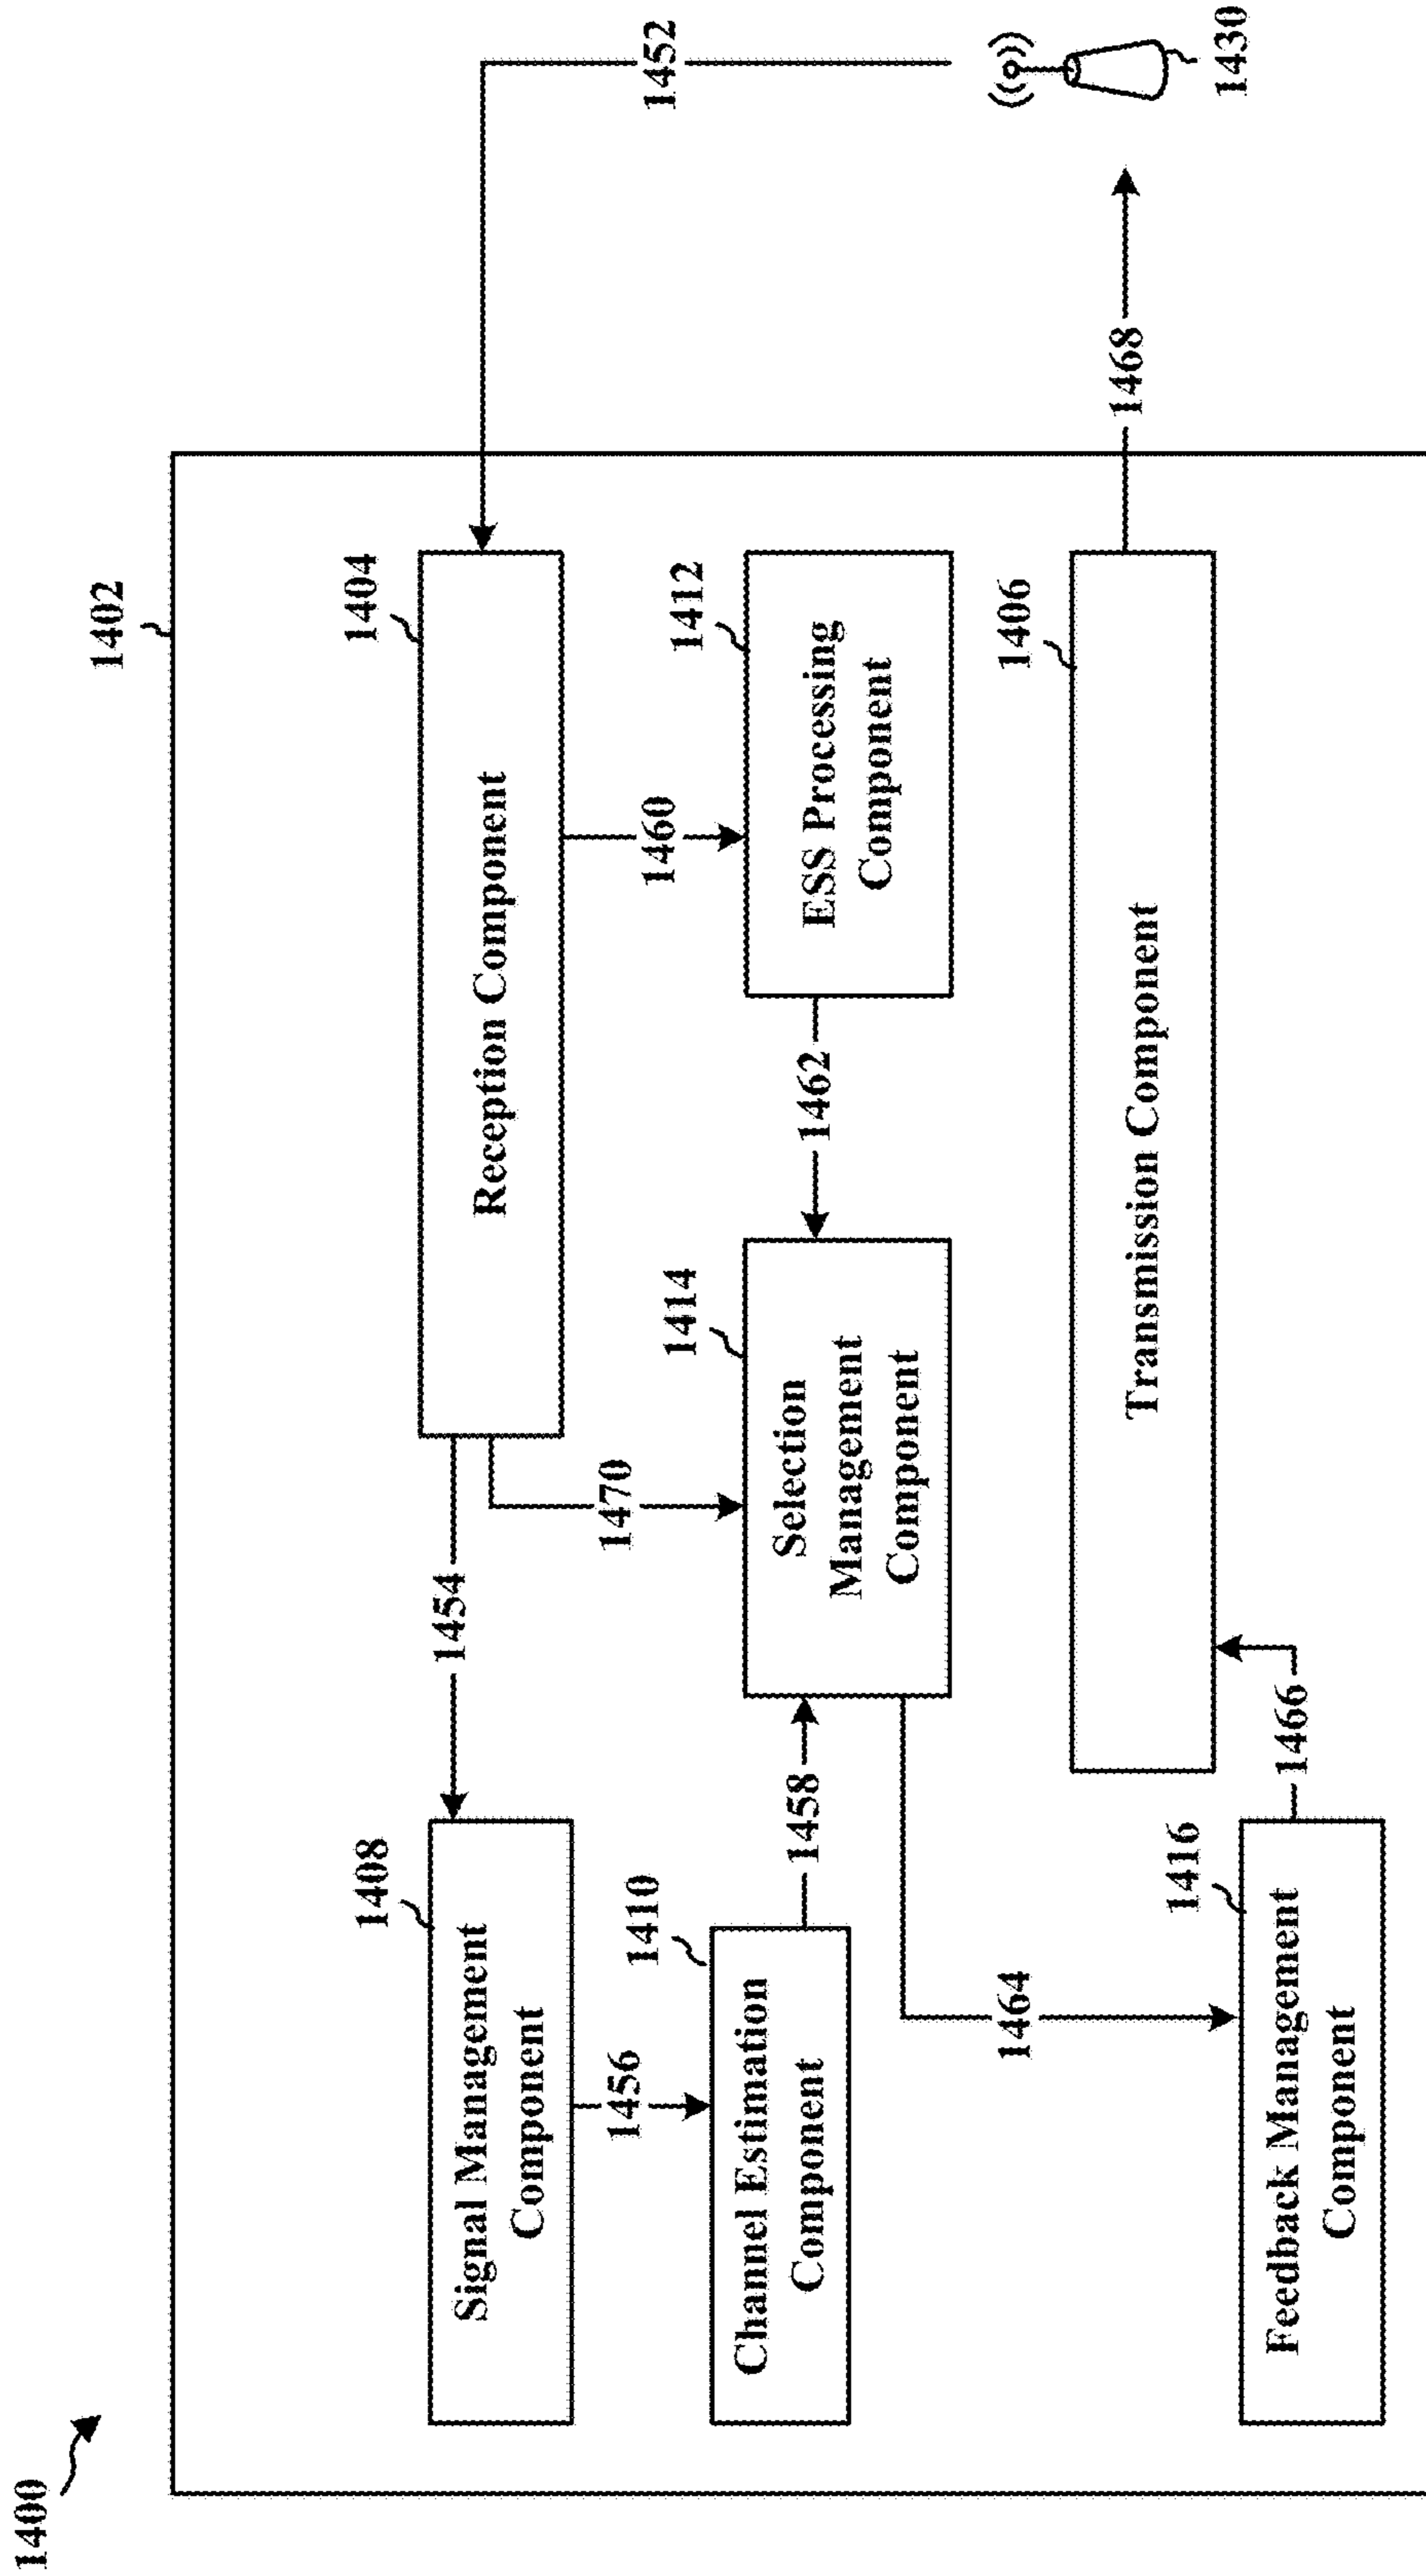 1400
1402
1408
Signal Management
Component
1454
1404
Reception Component
1452
1456
1470
1460
1410
Channel Estimation
Component
1458
1414
Selection
Management
Component
1462
1412
ESS Processing
Component
1464
1406
Transmission Component
1468
1430
1416
Feedback Management
Component
1466